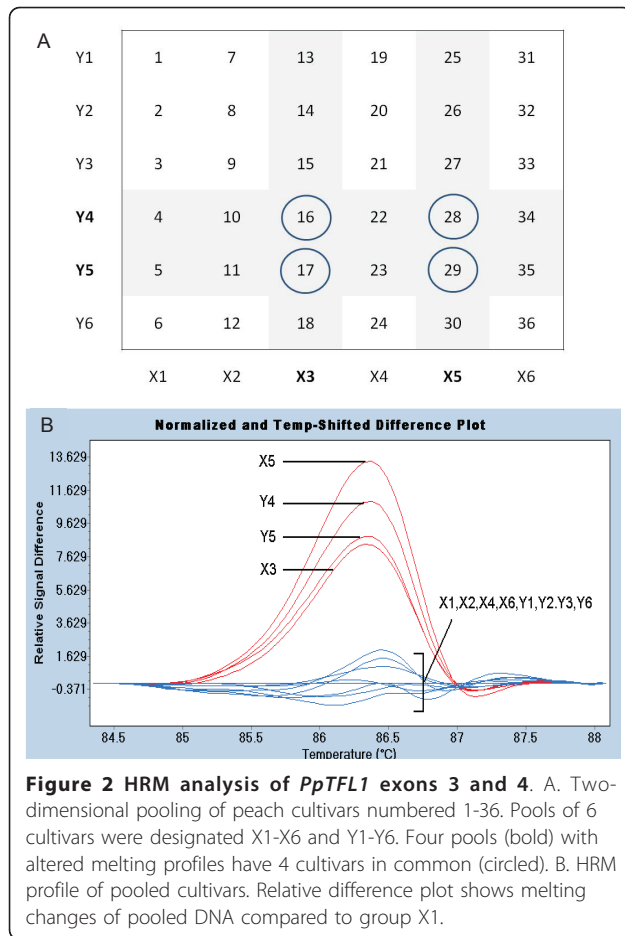 A
Y1 1 7 13 19 25 31
Y2 2 8 14 20 26 32
Y3 3 9 15 21 27 33
Y4 4 10 16 22 28 34
Y5 5 11 17 23 29 35
Y6 6 12 18 24 30 36
X1 X2 X3 X4 X5 X6
B
Normalized and Temp-Shifted Difference Plot
Relative Signal Difference
13.629
11.629
9.629
7.629
5.629
3.629
1.629
-0.371
X5
Y4
Y5
X3
X1,X2,X4,X6,Y1,Y2.Y3,Y6
84.5 85 85.5 86 86.5 87 87.5 88
Temperature (°C)
Figure 2 HRM analysis of PpTFL1 exons 3 and 4. A. Two-
dimensional pooling of peach cultivars numbered 1-36. Pools of 6
cultivars were designated X1-X6 and Y1-Y6. Four pools (bold) with
altered melting profiles have 4 cultivars in common (circled). B. HRM
profile of pooled cultivars. Relative difference plot shows melting
changes of pooled DNA compared to group X1.